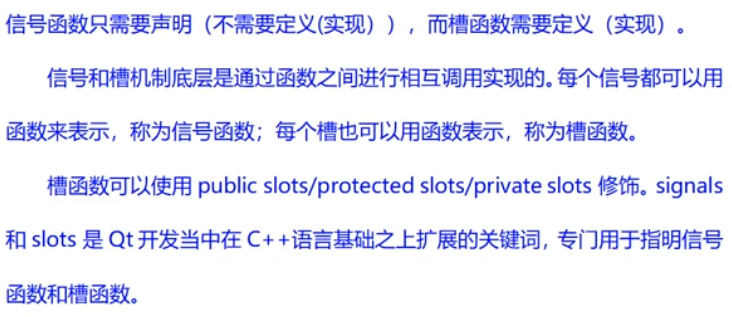 信号函数只需要声明（不需要定义(实现)），而槽函数需要定义（实现）。
信号和槽机制底层是通过函数之间进行相互调用实现的。每个信号都可以用
函数来表示，称为信号函数；每个槽也可以用函数表示，称为槽函数。
槽函数可以使用 public slots/protected slots/private slots 修饰。signals
和 slots 是 Qt 开发当中在 C++语言基础之上扩展的关键词，专门用于指明信号
函数和槽函数。